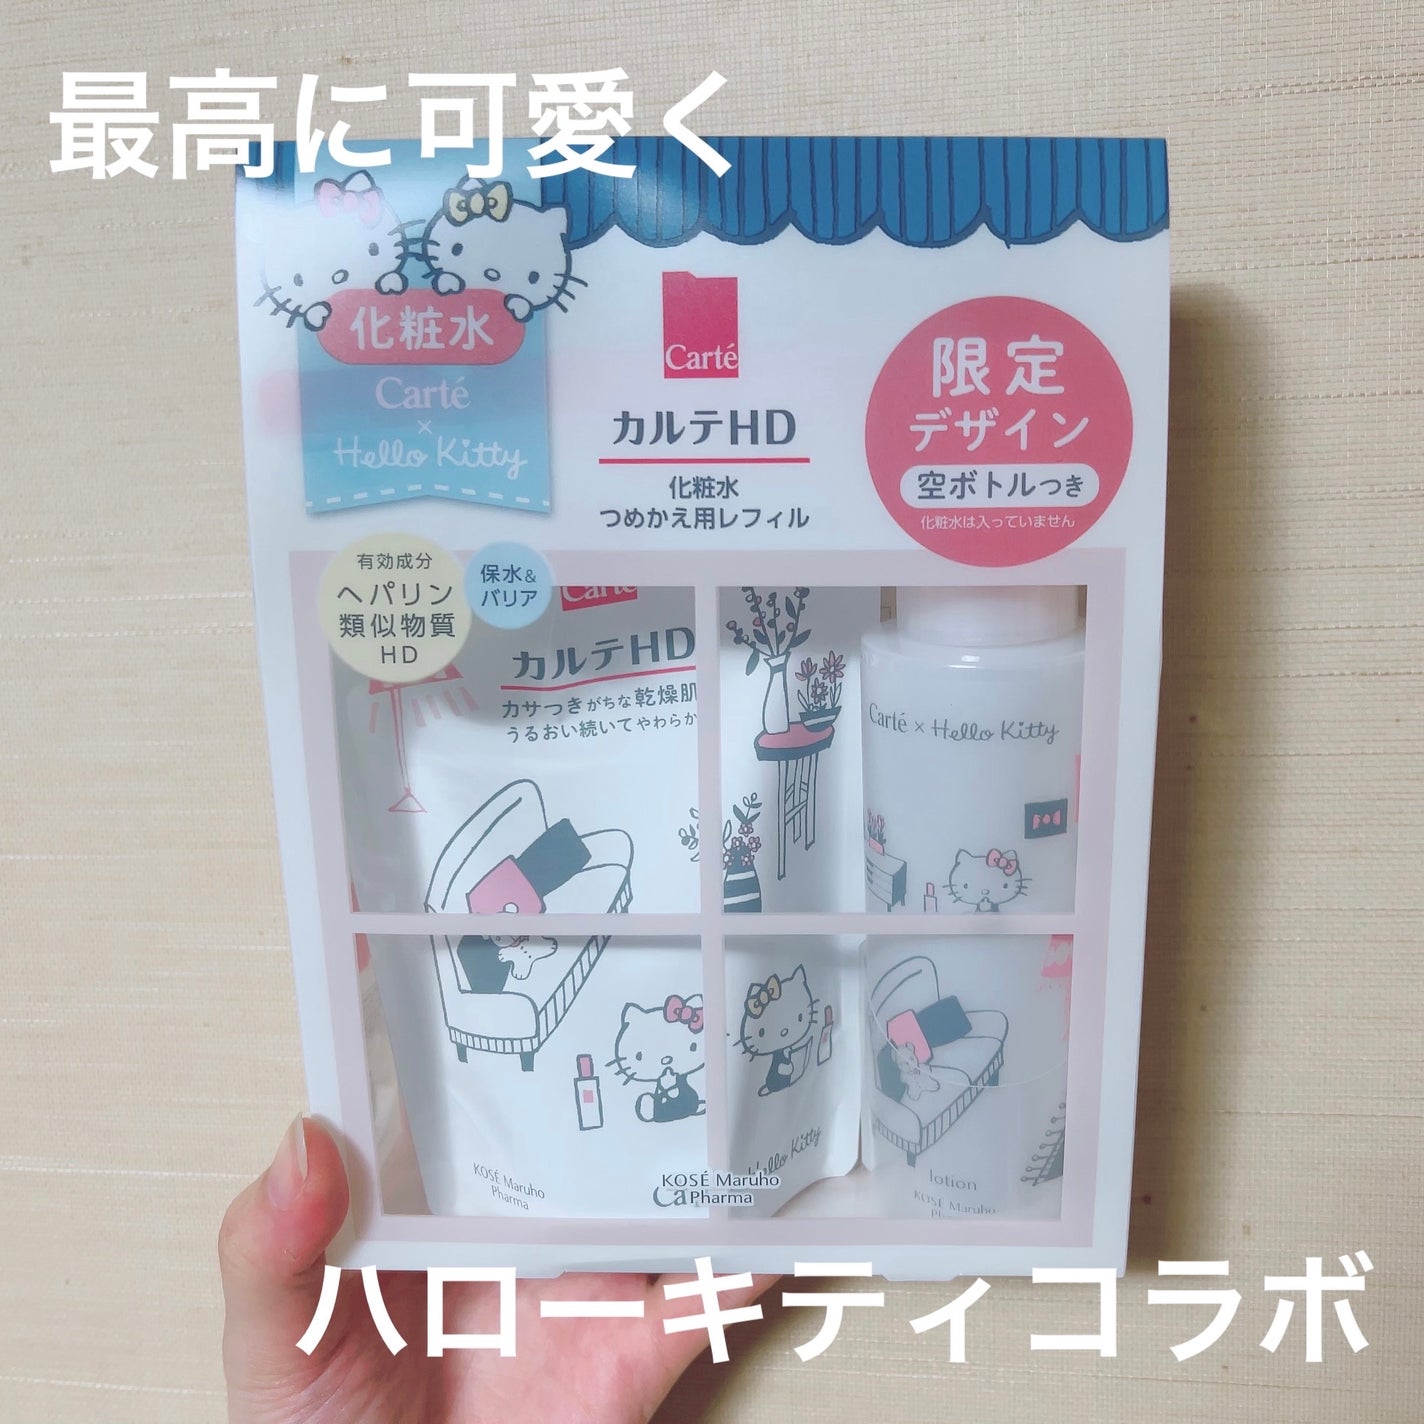 最高に可愛く
化粧水
Carté
×
Hello Kitty
Carté
カルテHD
化粧水
つめかえ用レフィル
限定
デザイン
空ボトルつき
化粧水は入っていません
有効成分
ヘパリン
類似物質
HD
保水&
バリア
Carté
カルテHD
カサつきがちな乾燥肌
うるおい続いてやわらか
Carté × Hello Kitty
Hello Kitty
KOSÉ Maruho
Pharma
KOSÉ Maruho
Pharma
lotion
KOSÉ Maruho
ハローキティコラボ